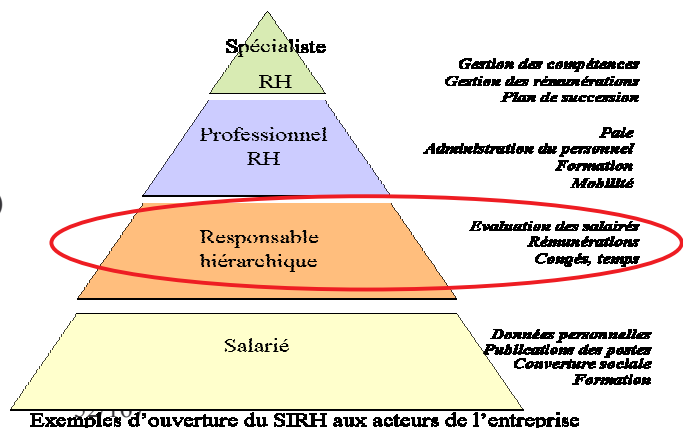 Spécialiste
RH
Gestion des compétences
Gestion des rémunérations
Plan de succession
Professionnel
RH
Paie
Administration du personnel
Formation
Mobilité
Responsable
hiérarchique
Evaluation des salairés
Rémunérations
Congés, temps
Salarié
Données personnelles
Publications des postes
Couverture sociale
Formation
Exemples d’ouverture du SIRH aux acteurs de l’entreprise